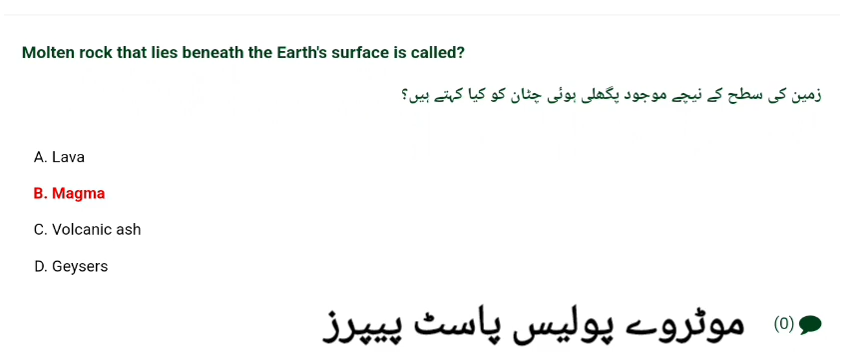 Molten rock that lies beneath the Earth's surface is called?
زمین کی سطح کے نیچے موجود پگھلی ہوئی چٹان کو کیا کہتے ہیں؟
A. Lava
B. Magma
C. Volcanic ash
D. Geysers
موٹروے پولیس پاسٹ پیپرز (0)